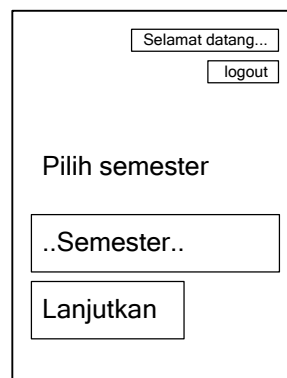 Selamat datang...
logout
Pilih semester
..Semester..
Lanjutkan